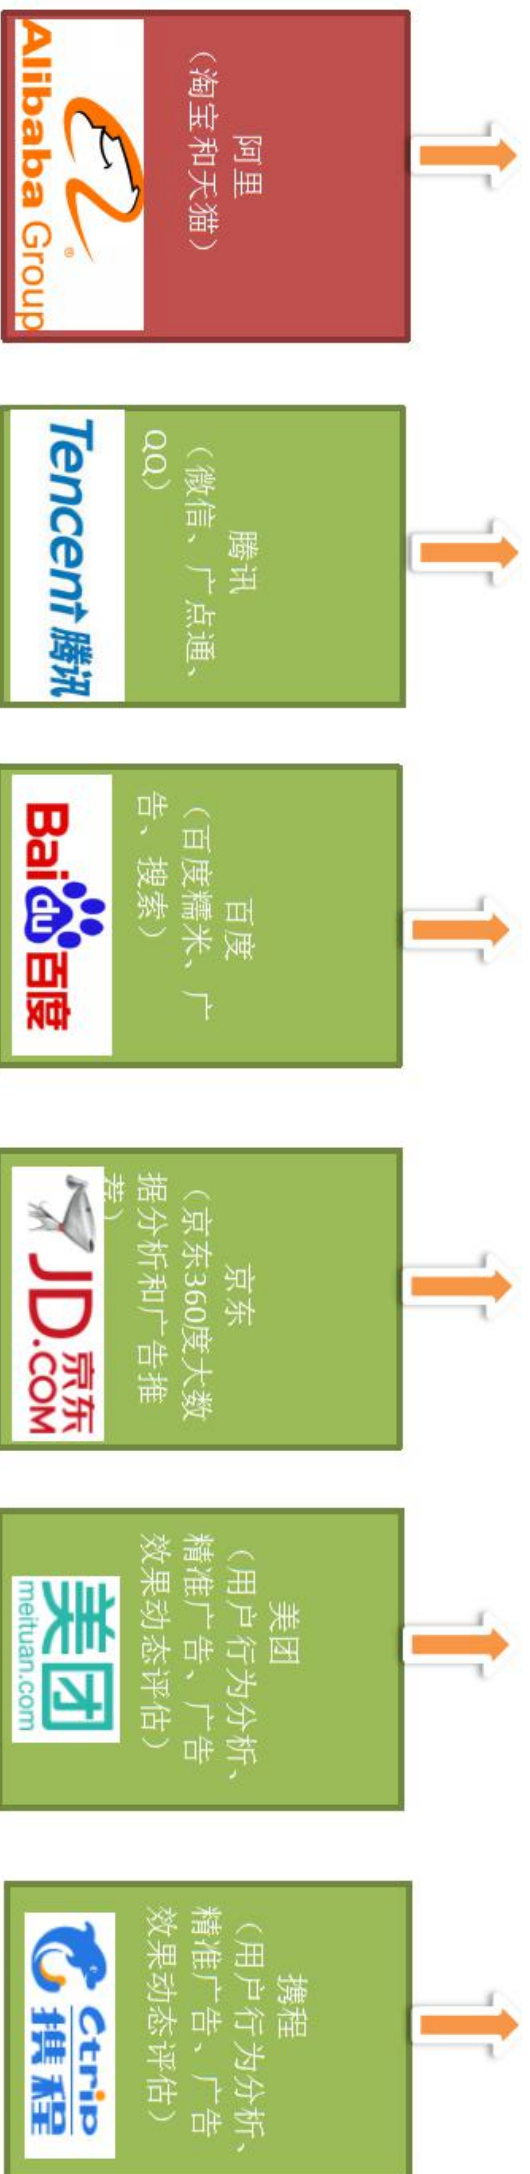 阿里
（淘宝和天猫）
Alibaba Group
®
腾讯
（微信、广点通、
QQ）
Tencent 腾讯
百度
（百度糯米、广
告、搜索）
Bai du 百度
京东
（京东360度大数
据分析和广告推
荐）
京东
JD.COM
美团
（用户行为分析、
精准广告、广告
效果动态评估）
美团
meituan.com
携程
（用户行为分析、
精准广告、广告
效果动态评估）
Ctrip
携程